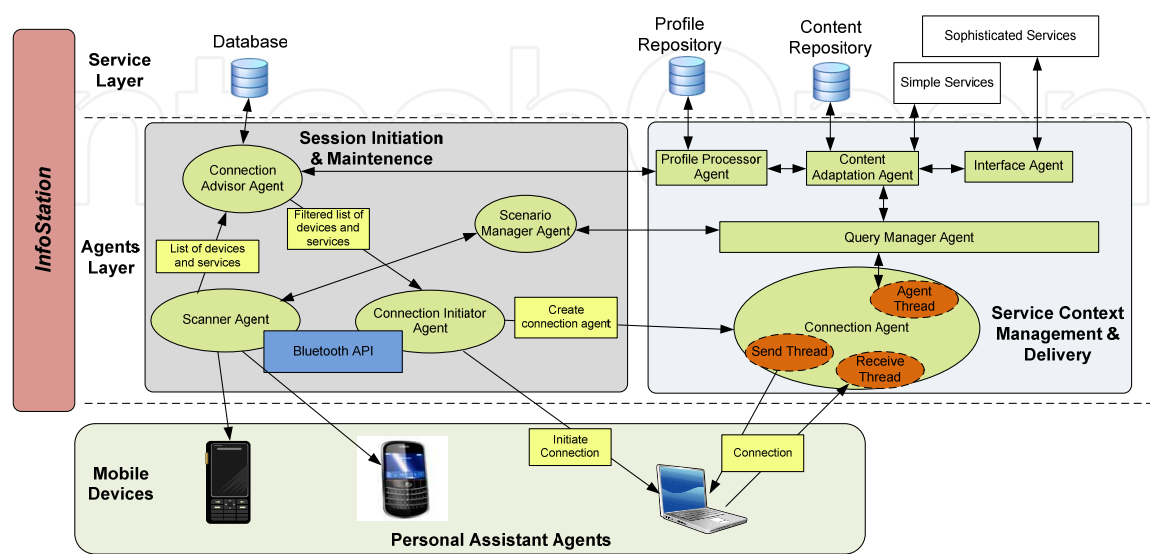 InfoStation
Service
Layer
Database
Profile
Repository
Content
Repository
Sophisticated Services
Simple Services
Agents
Layer
Session Initiation
& Maintenence
Connection
Advisor Agent
Filtered list of
devices and
services
List of devices
and services
Scenario
Manager Agent
Scanner Agent
Connection Initiator
Agent
Bluetooth API
Create
connection agent
Profile Processor
Agent
Content
Adaptation Agent
Interface Agent
Query Manager Agent
Agent
Thread
Connection Agent
Send Thread
Receive
Thread
Service Context
Management &
Delivery
Mobile
Devices
Initiate
Connection
Connection
Personal Assistant Agents
ntechOpen